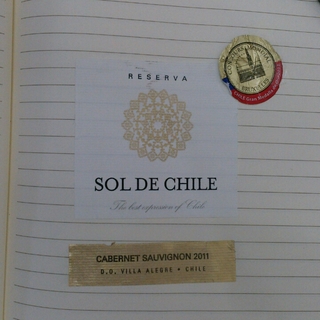 RESERVA
SOL DE CHILE
The best expression of Chile
CABERNET SAUVIGNON 2011
D.O. VILLA ALEGRE • CHILE